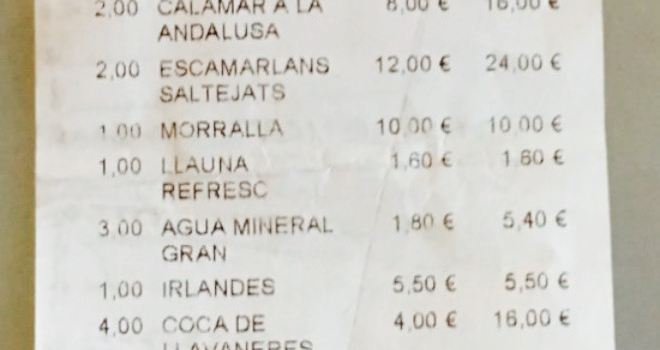 2,00 CALAMAR A LA 8,00 € 16,00 €
ANDALUSA
2,00 ESCAMARLANS 12,00 € 24,00 €
SALTEJATS
1,00 MORRALLA 10,00 € 10,00 €
1,00 LLAUNA 1,60 € 1,60 €
REFRESC
3,00 AGUA MINERAL 1,80 € 5,40 €
GRAN
1,00 IRLANDES 5,50 € 5,50 €
4,00 COCA DE 4,00 € 16,00 €
LLAVANERES